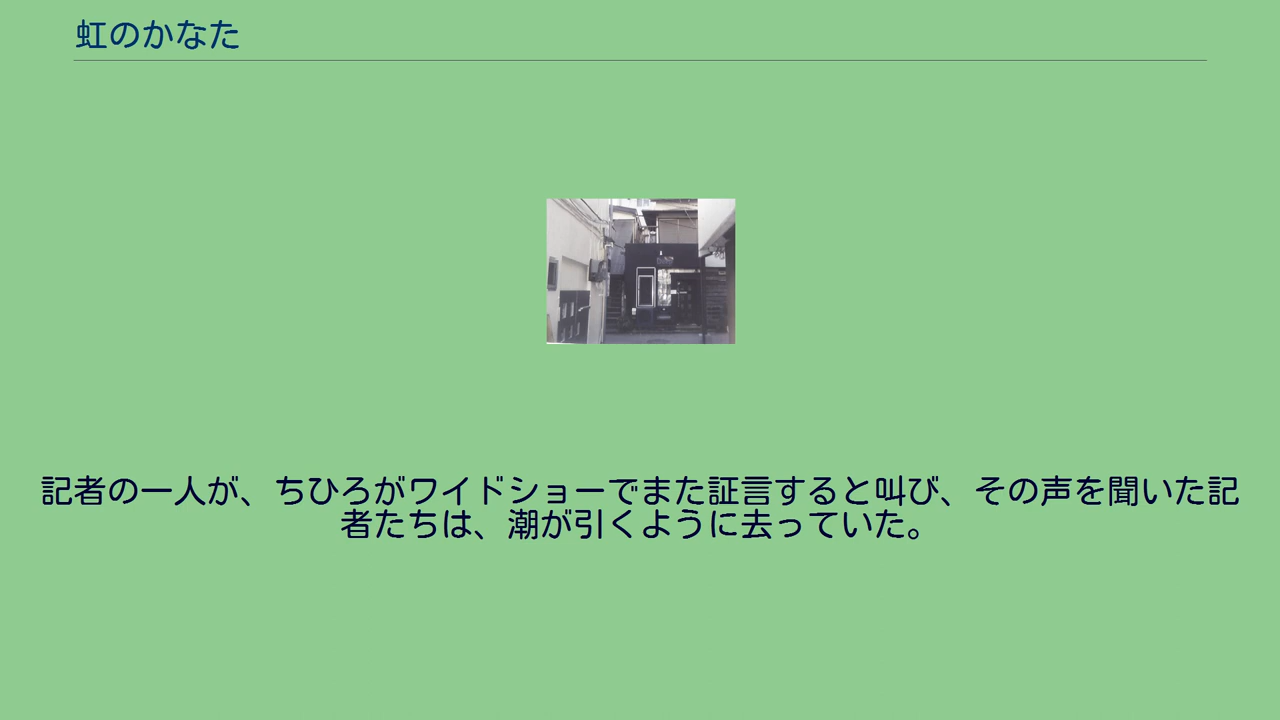 虹のかなた
記者の一人が、ちひろがワイドショーでまた証言すると叫び、その声を聞いた記
者たちは、潮が引くように去っていた。